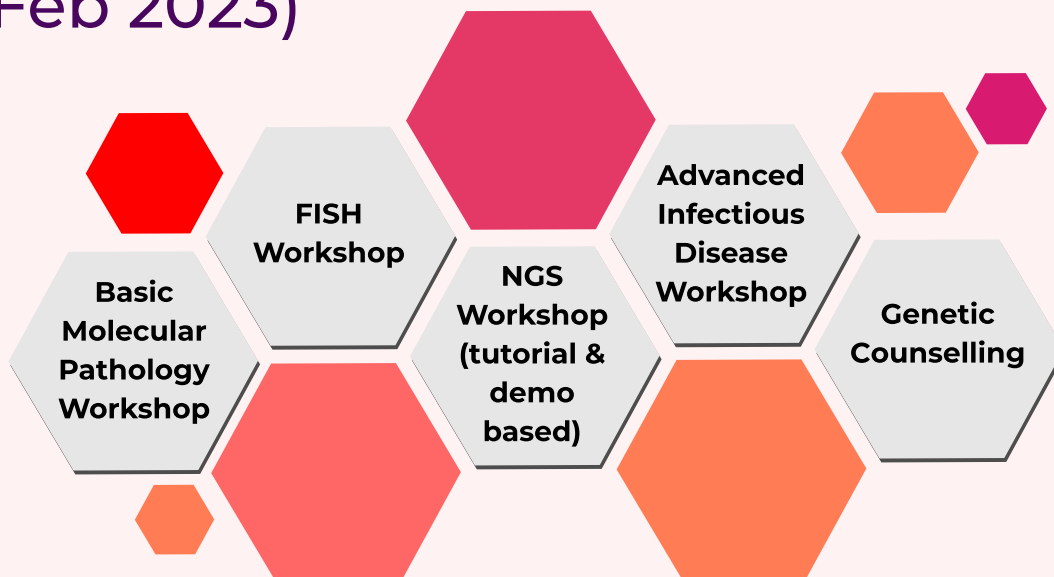 Feb 2023)
Basic
Molecular
Pathology
Workshop
FISH
Workshop
NGS
Workshop
(tutorial &
demo
based)
Advanced
Infectious
Disease
Workshop
Genetic
Counselling